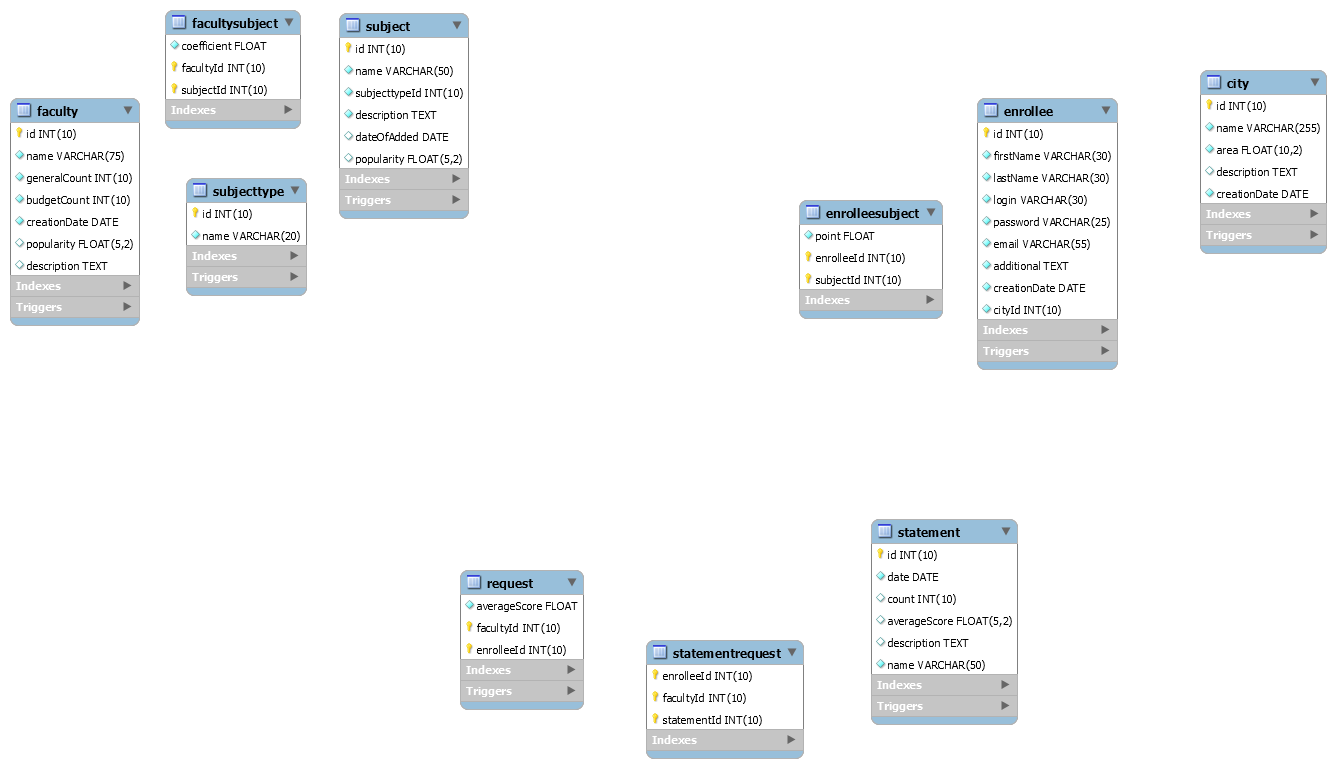 facultysubject
coefficient FLOAT
facultyId INT(10)
subjectId INT(10)
Indexes
subject
id INT(10)
name VARCHAR(50)
subjecttypeId INT(10)
description TEXT
dateOfAdded DATE
popularity FLOAT(5,2)
Indexes
Triggers
faculty
id INT(10)
name VARCHAR(75)
generalCount INT(10)
budgetCount INT(10)
creationDate DATE
popularity FLOAT(5,2)
description TEXT
Indexes
Triggers
subjecttype
id INT(10)
name VARCHAR(20)
Indexes
Triggers
enrolleesubject
point FLOAT
enrolleeId INT(10)
subjectId INT(10)
Indexes
enrollee
id INT(10)
firstName VARCHAR(30)
lastName VARCHAR(30)
login VARCHAR(30)
password VARCHAR(25)
email VARCHAR(55)
additional TEXT
creationDate DATE
cityId INT(10)
Indexes
Triggers
city
id INT(10)
name VARCHAR(255)
area FLOAT(10,2)
description TEXT
creationDate DATE
Indexes
Triggers
request
averageScore FLOAT
facultyId INT(10)
enrolleeId INT(10)
Indexes
Triggers
statementrequest
enrolleeId INT(10)
facultyId INT(10)
statementId INT(10)
Indexes
statement
id INT(10)
date DATE
count INT(10)
averageScore FLOAT(5,2)
description TEXT
name VARCHAR(50)
Indexes
Triggers